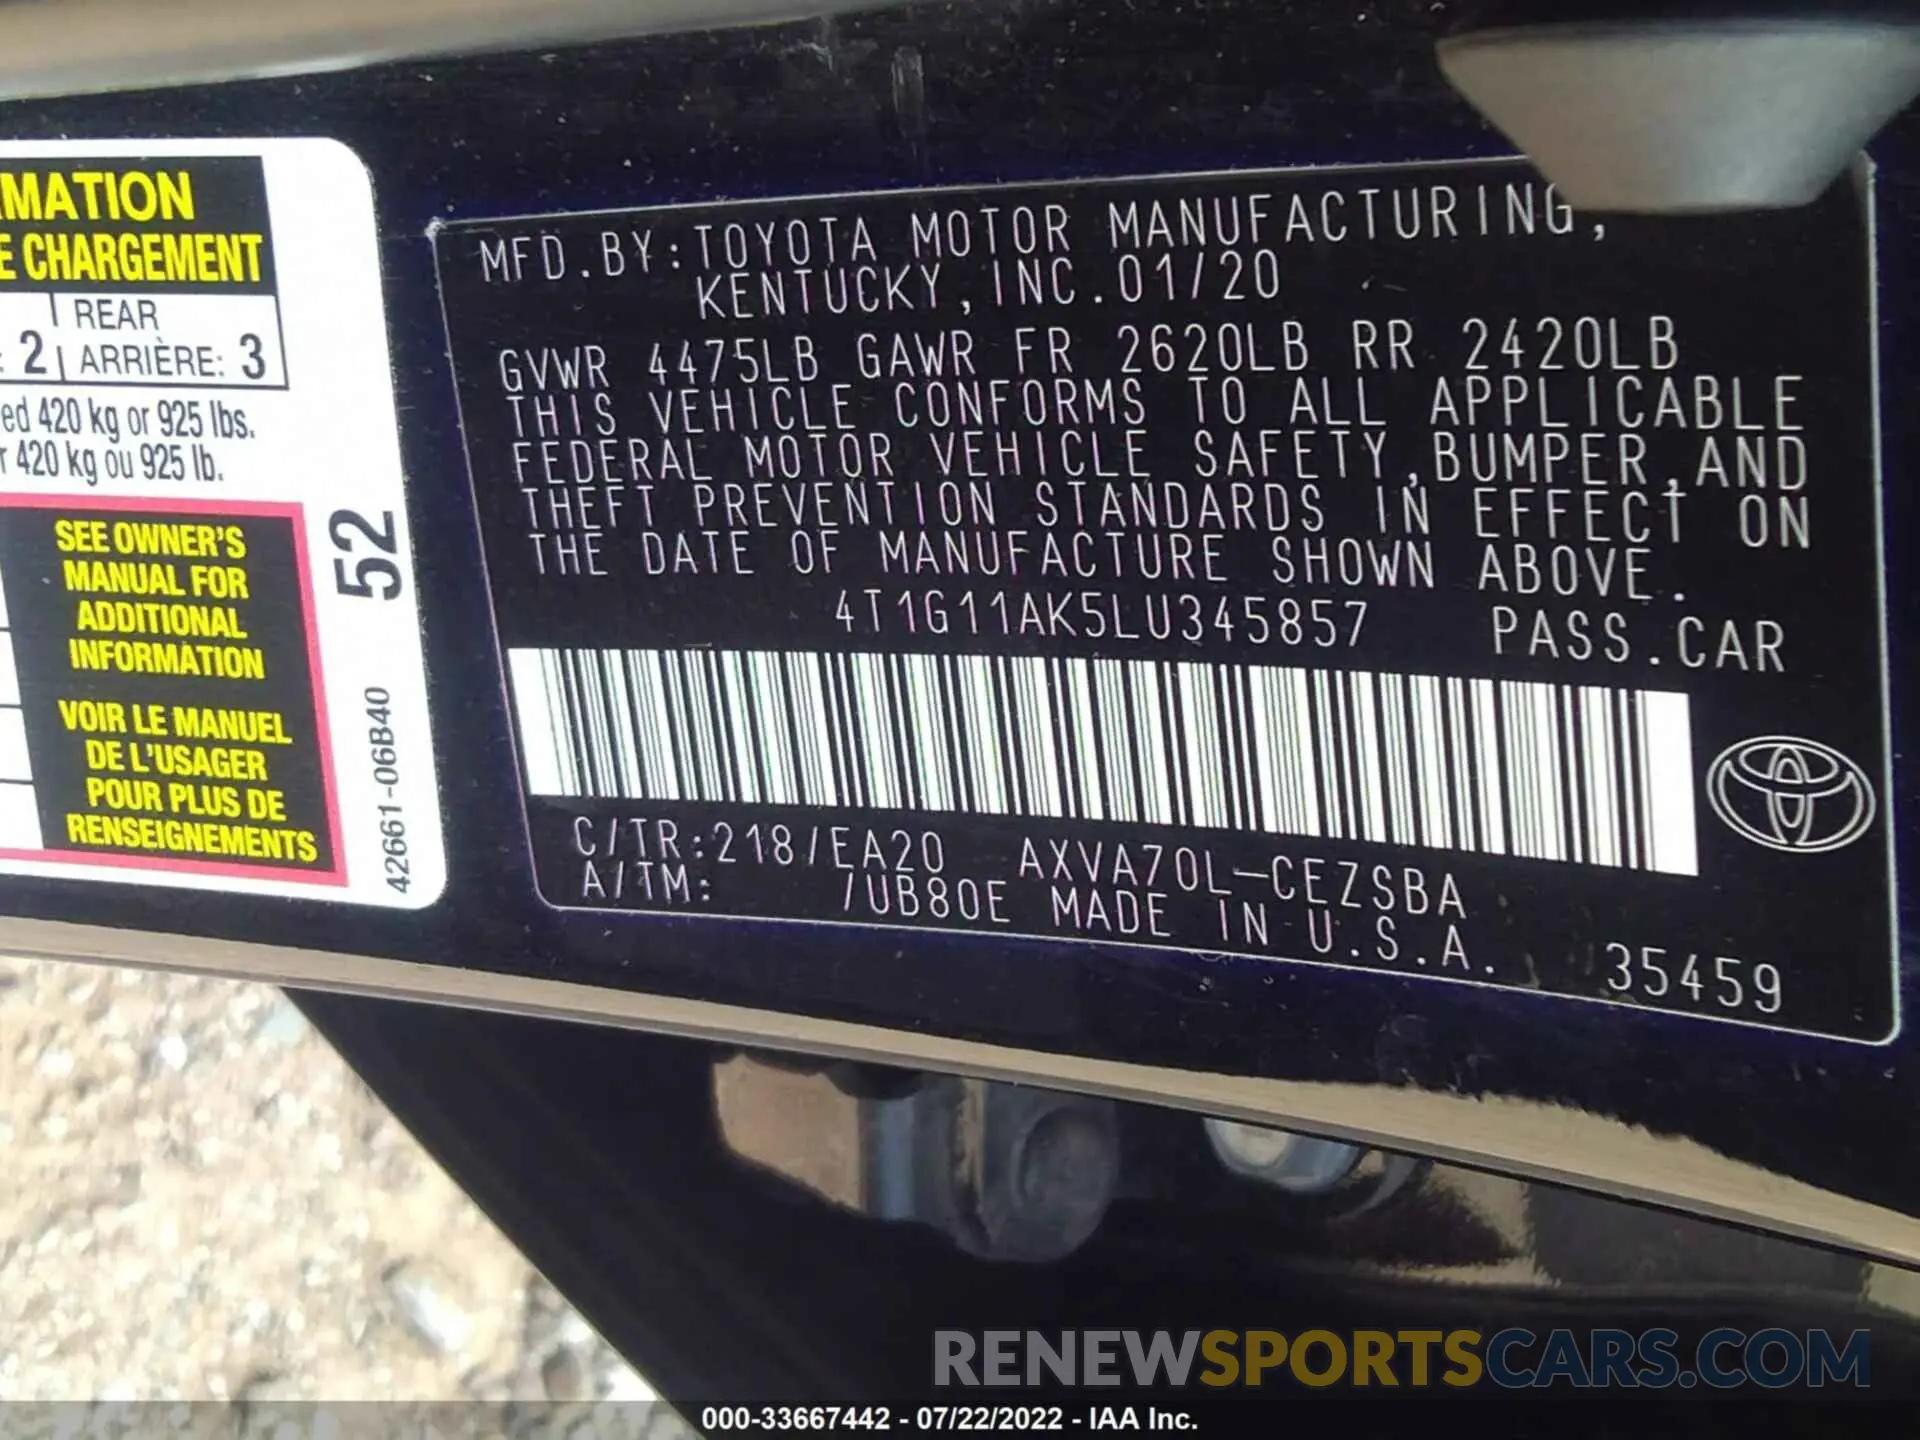 MATION
E CHARGEMENT
REAR
2 ARRIÈRE: 3
ed 420 kg or 925 lbs.
r 420 kg ou 925 lb.
SEE OWNER'S
MANUAL FOR
ADDITIONAL
INFORMATION
VOIR LE MANUEL
DE L'USAGER
POUR PLUS DE
RENSEIGNEMENTS
52
42661-06B40
MFD.BY:TOYOTA MOTOR MANUFACTURING,
KENTUCKY,INC.01/20
GVWR 4475LB GAWR FR 2620LB RR 2420LB
THIS VEHICLE CONFORMS TO ALL APPLICABLE
FEDERAL MOTOR VEHICLE SAFETY,BUMPER,AND
THEFT PREVENTION STANDARDS IN EFFECT ON
THE DATE OF MANUFACTURE SHOWN ABOVE.
4T1G11AK5LU345857 PASS.CAR
C/TR:218/EA20 AXVA70L-CEZSBA
A/TM: /UB80E MADE IN U.S.A.
35459
RENEWSPORTSCARS.COM
000-33667442 - 07/22/2022 - IAA Inc.